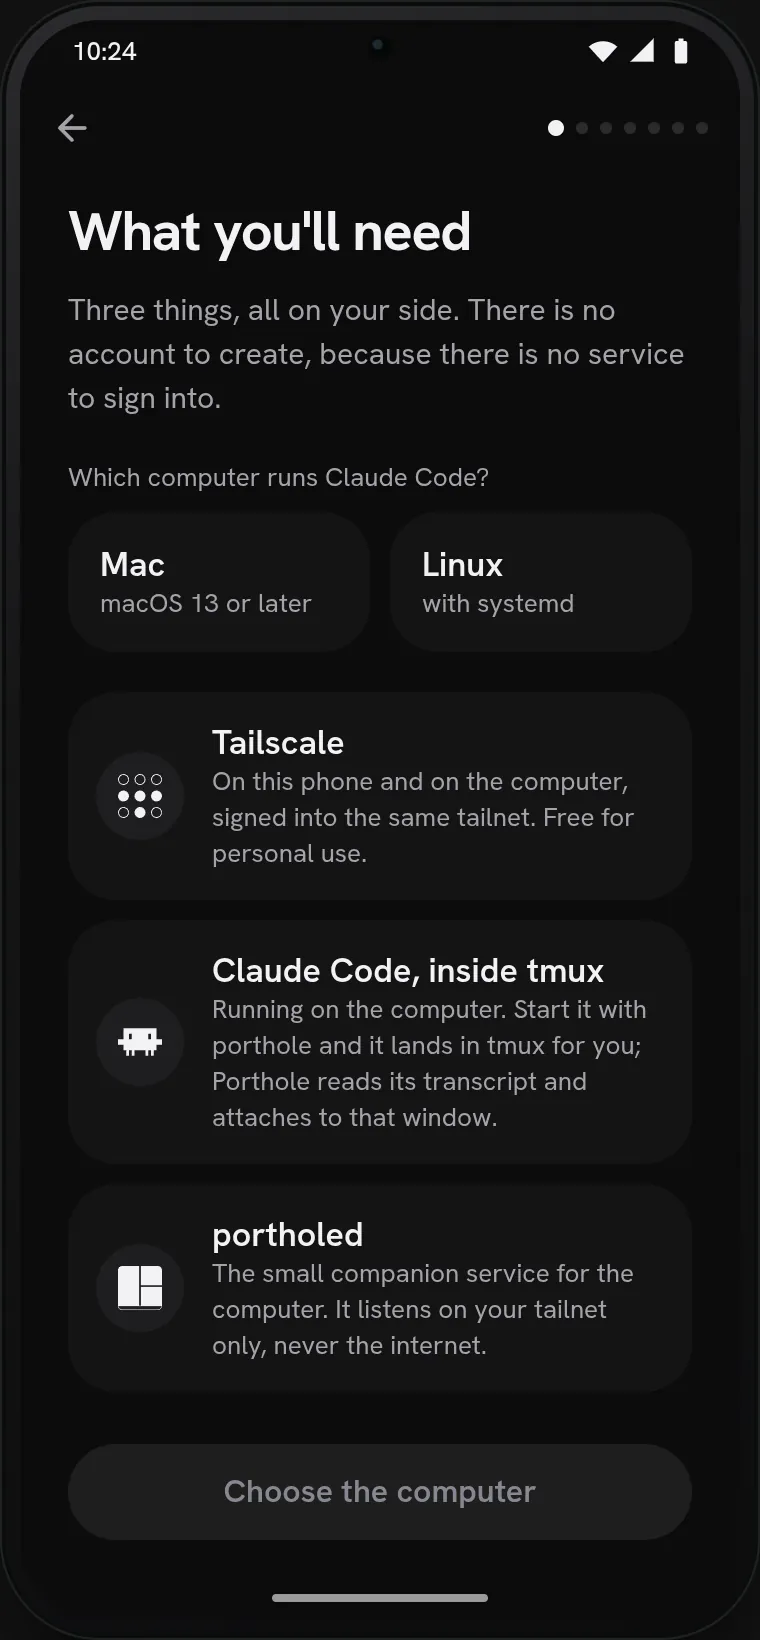 10:24
What you'll need
Three things, all on your side. There is no
account to create, because there is no service
to sign into.
Which computer runs Claude Code?
Mac
macOS 13 or later
Linux
with systemd
Tailscale
On this phone and on the computer,
signed into the same tailnet. Free for
personal use.
Claude Code, inside tmux
Running on the computer. Start it with
porthole and it lands in tmux for you;
Porthole reads its transcript and
attaches to that window.
portholed
The small companion service for the
computer. It listens on your tailnet
only, never the internet.
Choose the computer